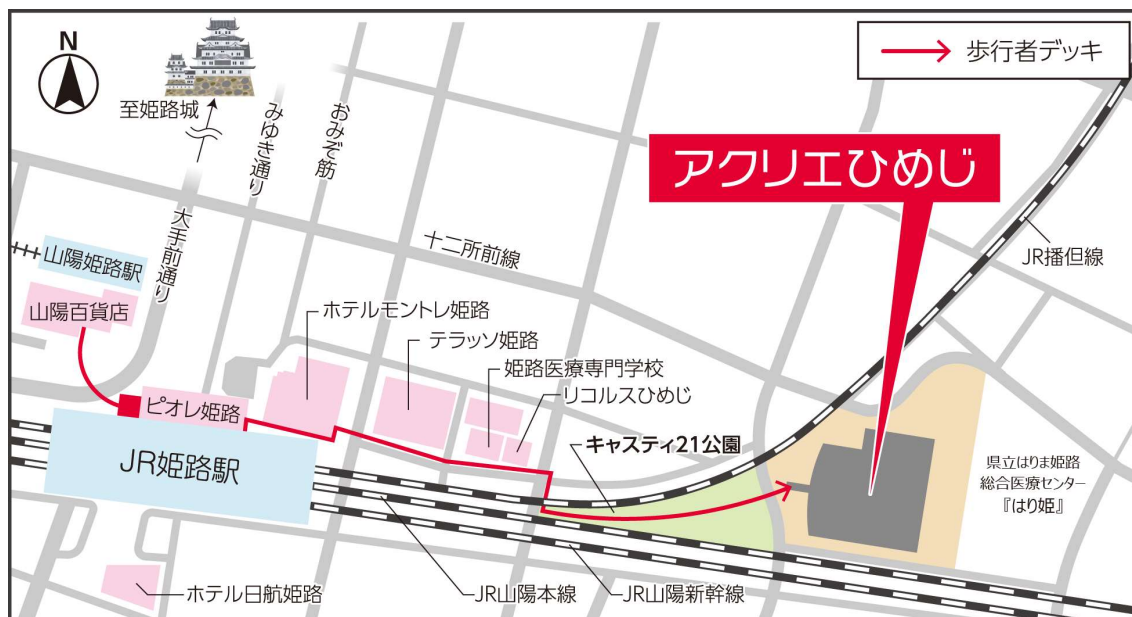 N
歩行者デッキ
至姫路城
みゆき通り
おみぞ筋
大手前通り
アクリエひめじ
十二所前線
JR播但線
山陽姫路駅
山陽百貨店
ホテルモントレ姫路
テラッソ姫路
姫路医療専門学校
リコルスひめじ
ピオレ姫路
キャスティ21公園
JR姫路駅
県立はりま姫路
総合医療センター
『はり姫』
ホテル日航姫路
JR山陽本線
JR山陽新幹線